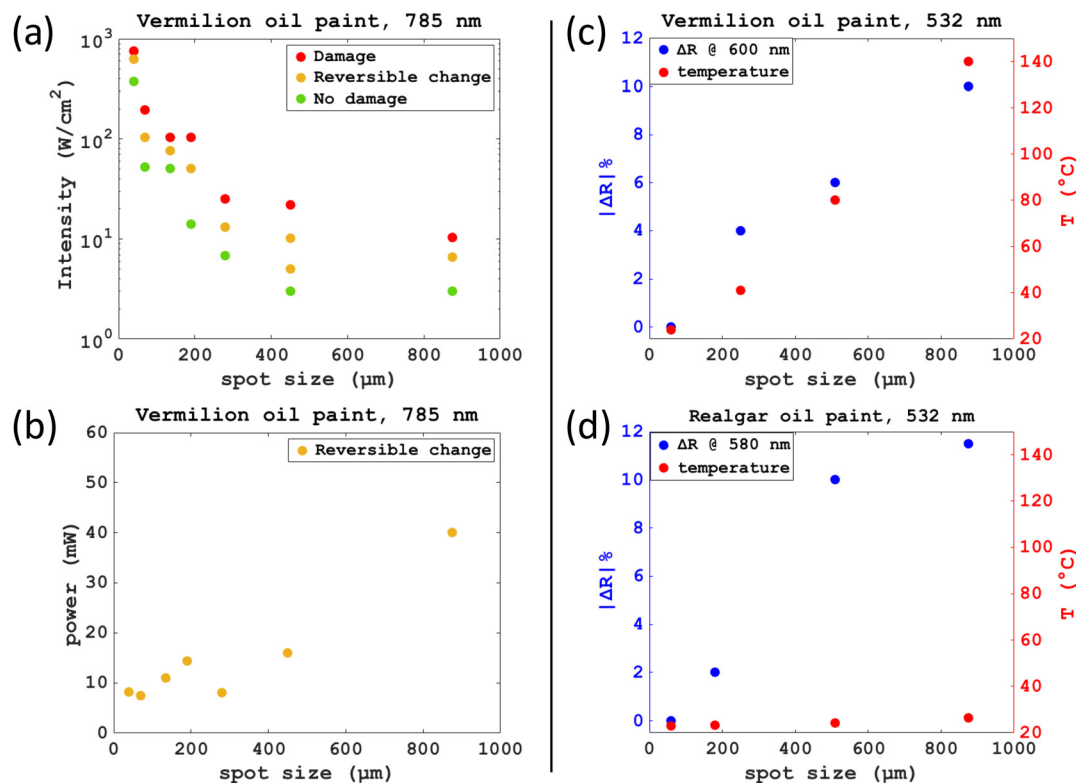 (a)
Vermilion oil paint, 785 nm
Damage
Reversible change
No damage
10³
10²
10¹
10⁰
Intensity (W/cm²)
0 200 400 600 800 1000
spot size (µm)
(b)
Vermilion oil paint, 785 nm
Reversible change
60
50
40
30
20
10
0
power (mW)
0 200 400 600 800 1000
spot size (µm)
(c)
Vermilion oil paint, 532 nm
ΔR @ 600 nm
temperature
12
10
8
6
4
2
0
|ΔR|%
140
120
100
80
60
40
20
T (°C)
0 200 400 600 800 1000
spot size (µm)
(d)
Realgar oil paint, 532 nm
ΔR @ 580 nm
temperature
12
10
8
6
4
2
0
|ΔR|%
140
120
100
80
60
40
20
T (°C)
0 200 400 600 800 1000
spot size (µm)